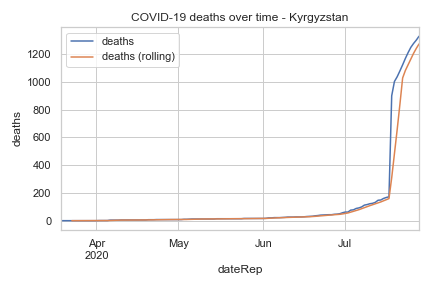 COVID-19 deaths over time - Kyrgyzstan
deaths
deaths (rolling)
1200
1000
800
600
400
200
0
deaths
Apr
2020
May
Jun
Jul
dateRep